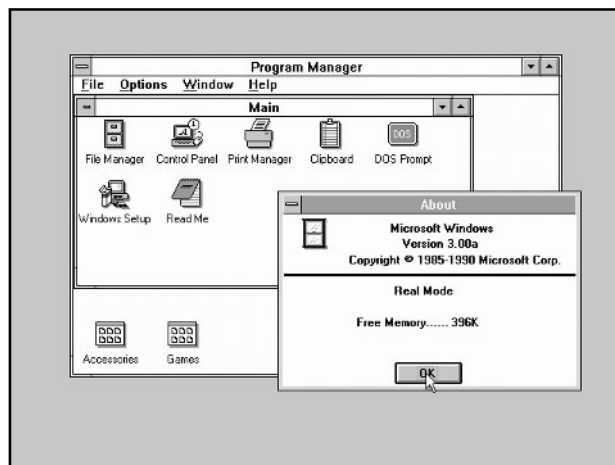 Program Manager
File Options Window Help
Main
File Manager Control Panel Print Manager Clipboard DOS Prompt
DOS
Windows Setup Read Me
Accessories Games
About
Microsoft Windows
Version 3.00a
Copyright © 1985-1990 Microsoft Corp.
Real Mode
Free Memory...... 396K
OK